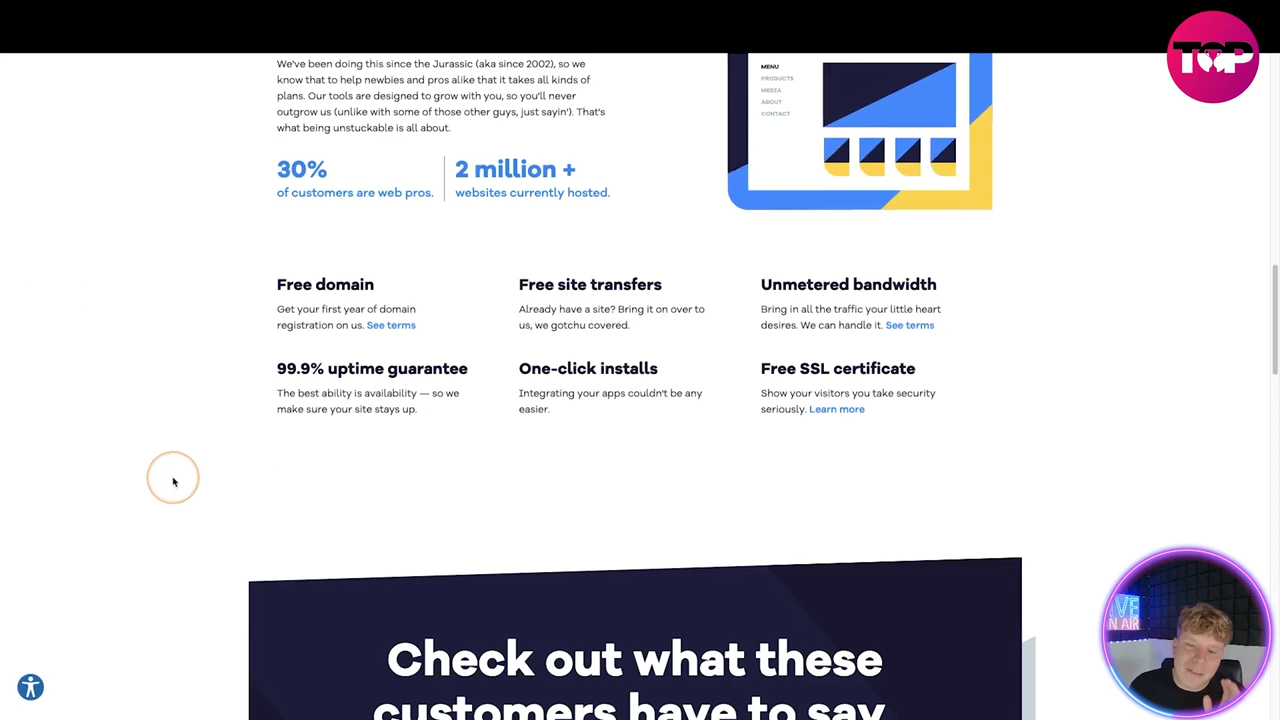 TOP
We've been doing this since the Jurassic (aka since 2002), so we
know that to help newbies and pros alike that it takes all kinds of
plans. Our tools are designed to grow with you, so you'll never
outgrow us (unlike with some of those other guys, just sayin'). That's
what being unstuckable is all about.
MENU
PRODUCTS
MEDIA
ABOUT
CONTACT
30%
of customers are web pros.
2 million +
websites currently hosted.
Free domain
Get your first year of domain
registration on us. See terms
Free site transfers
Already have a site? Bring it on over to
us, we gotchu covered.
Unmetered bandwidth
Bring in all the traffic your little heart
desires. We can handle it. See terms
99.9% uptime guarantee
The best ability is availability — so we
make sure your site stays up.
One-click installs
Integrating your apps couldn't be any
easier.
Free SSL certificate
Show your visitors you take security
seriously. Learn more
Check out what these
customers have to say
IVE
N AIR